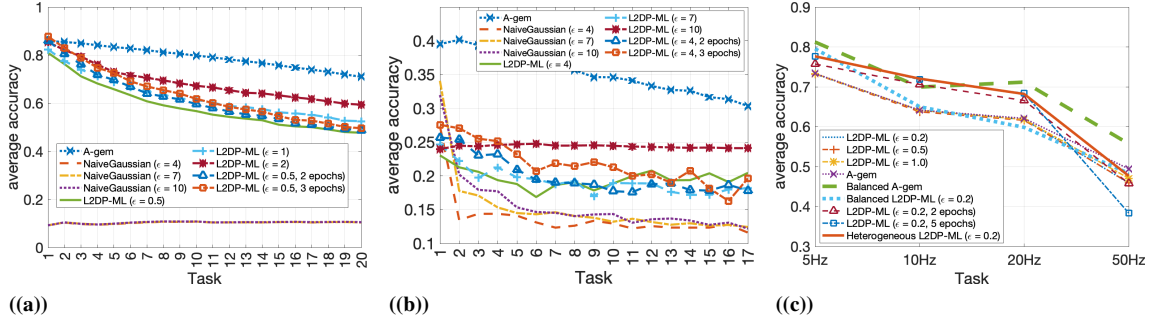 (a)
average accuracy
1
0.8
0.6
0.4
0.2
0
A-gem
NaiveGaussian (ϵ = 4)
NaiveGaussian (ϵ = 7)
NaiveGaussian (ϵ = 10)
L2DP-ML (ϵ = 0.5)
L2DP-ML (ϵ = 1)
L2DP-ML (ϵ = 2)
L2DP-ML (ϵ = 0.5, 2 epochs)
L2DP-ML (ϵ = 0.5, 3 epochs)
1 2 3 4 5 6 7 8 9 10 11 12 13 14 15 16 17 18 19 20
Task
((a))
(b)
average accuracy
0.4
0.35
0.3
0.25
0.2
0.15
0.1
A-gem
NaiveGaussian (ϵ = 4)
NaiveGaussian (ϵ = 7)
NaiveGaussian (ϵ = 10)
L2DP-ML (ϵ = 4)
L2DP-ML (ϵ = 7)
L2DP-ML (ϵ = 10)
L2DP-ML (ϵ = 4, 2 epochs)
L2DP-ML (ϵ = 4, 3 epochs)
1 2 3 4 5 6 7 8 9 10 11 12 13 14 15 16 17
Task
((b))
(c)
average accuracy
0.9
0.8
0.7
0.6
0.5
0.4
0.3
L2DP-ML (ϵ = 0.2)
L2DP-ML (ϵ = 0.5)
L2DP-ML (ϵ = 1.0)
A-gem
Balanced A-gem
Balanced L2DP-ML (ϵ = 0.2)
L2DP-ML (ϵ = 0.2, 2 epochs)
L2DP-ML (ϵ = 0.2, 5 epochs)
Heterogeneous L2DP-ML (ϵ = 0.2)
5Hz 10Hz 20Hz 50Hz
Task
((c))